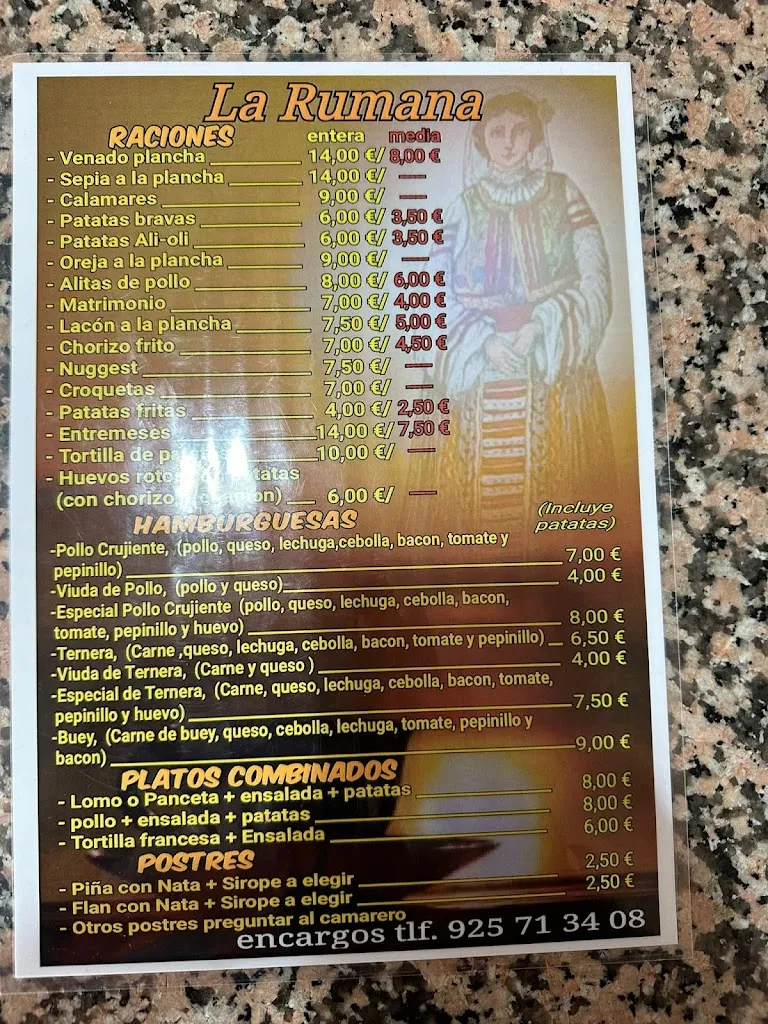 La Rumana
RACIONES entera media
- Venado plancha 14,00 €/ 8,00 €
- Sepia a la plancha 14,00 €/ —
- Calamares 9,00 €/ —
- Patatas bravas 6,00 €/ 3,50 €
- Patatas Ali-oli 6,00 €/ 3,50 €
- Oreja a la plancha 9,00 €/ —
- Alitas de pollo 8,00 €/ 6,00 €
- Matrimonio 7,00 €/ 4,00 €
- Lacón a la plancha 7,50 €/ 5,00 €
- Chorizo frito 7,00 €/ 4,50 €
- Nuggest 7,50 €/ —
- Croquetas 7,00 €/ —
- Patatas fritas 4,00 €/ 2,50 €
- Entremeses 14,00 €/ 7,50 €
- Tortilla de 10,00 €/ —
- Huevos rotos patatas
(con chorizo 6,00 €/ —
HAMBURGUESAS (Incluye
patatas)
-Pollo Crujiente, (pollo, queso, lechuga,cebolla, bacon, tomate y
pepinillo) 7,00 €
-Viuda de Pollo, (pollo y queso) 4,00 €
-Especial Pollo Crujiente (pollo, queso, lechuga, cebolla, bacon,
tomate, pepinillo y huevo) 8,00 €
-Ternera, (Carne ,queso, lechuga, cebolla, bacon, tomate y pepinillo) 6,50 €
-Viuda de Ternera, (Carne y queso ) 4,00 €
-Especial de Ternera, (Carne, queso, lechuga, cebolla, bacon, tomate,
pepinillo y huevo) 7,50 €
-Buey, (Carne de buey, queso, cebolla, lechuga, tomate, pepinillo y
bacon) 9,00 €
PLATOS COMBINADOS
- Lomo o Panceta + ensalada + patatas 8,00 €
- pollo + ensalada + patatas 8,00 €
- Tortilla francesa + Ensalada 6,00 €
POSTRES
- Piña con Nata + Sirope a elegir 2,50 €
- Flan con Nata + Sirope a elegir 2,50 €
- Otros postres preguntar al camarero
encargos tlf. 925 71 34 08